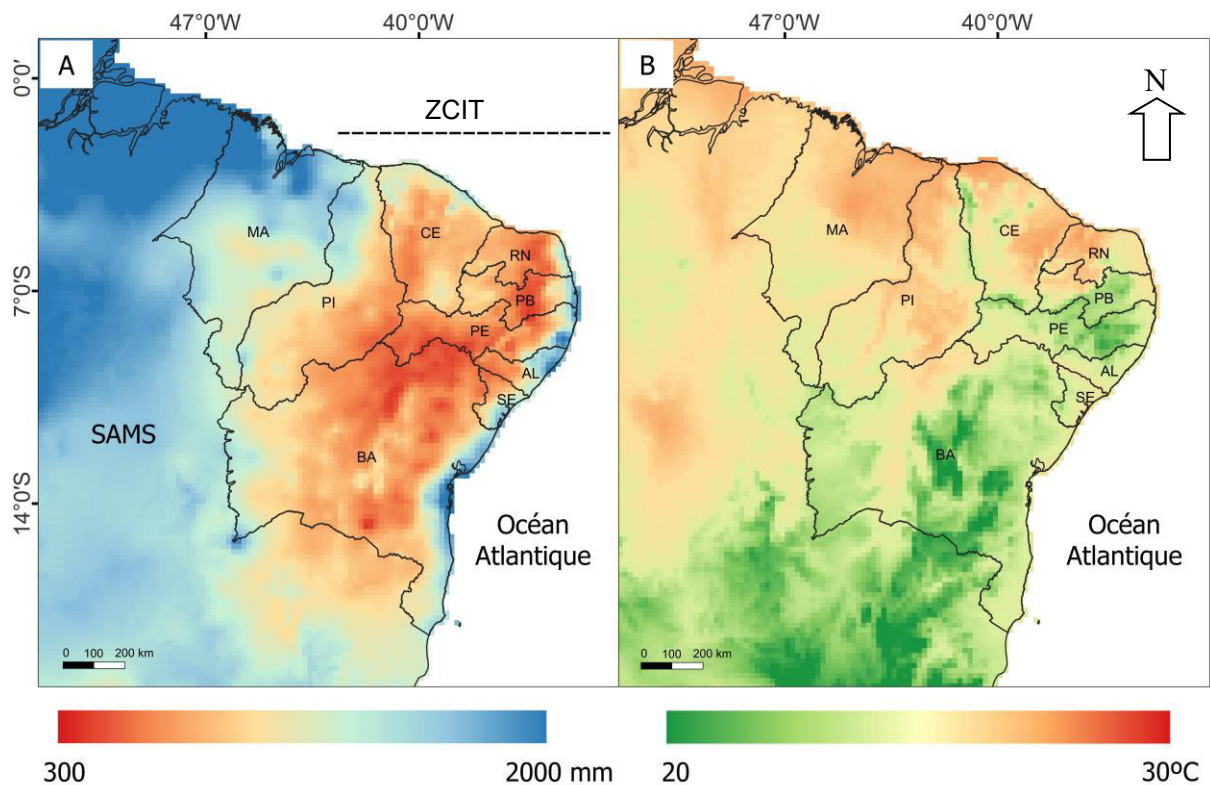 47°0'W 40°0'W 47°0'W 40°0'W
A
B
N
0°0'
ZCIT
MA
CE
RN
PI
PB
PE
AL
SE
BA
MA
CE
RN
PI
PB
PE
AL
SE
BA
7°0'S
SAMS
14°0'S
Océan
Atlantique
Océan
Atlantique
0 100 200 km
0 100 200 km
300 2000 mm
20 30ºC